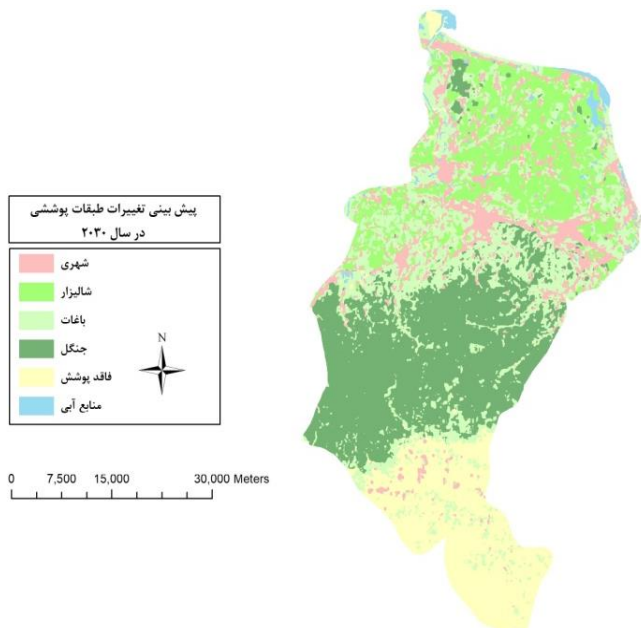 پیش بینی تغییرات طبقات پوششی
در سال ۲۰۳۰
شهری
شالیزار
باغات
جنگل
فاقد پوشش
منابع آبی
N
0 7,500 15,000 30,000 Meters